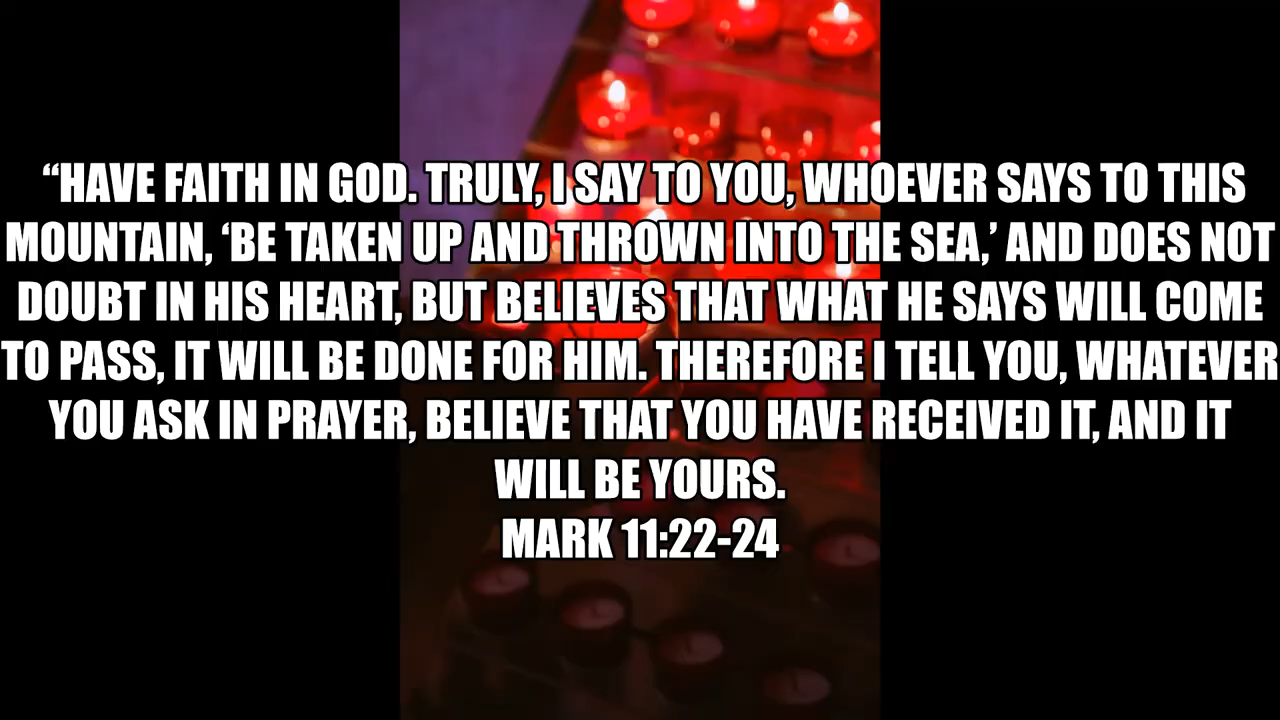 “HAVE FAITH IN GOD. TRULY, I SAY TO YOU, WHOEVER SAYS TO THIS
MOUNTAIN, ‘BE TAKEN UP AND THROWN INTO THE SEA,’ AND DOES NOT
DOUBT IN HIS HEART, BUT BELIEVES THAT WHAT HE SAYS WILL COME
TO PASS, IT WILL BE DONE FOR HIM. THEREFORE I TELL YOU, WHATEVER
YOU ASK IN PRAYER, BELIEVE THAT YOU HAVE RECEIVED IT, AND IT
WILL BE YOURS.
MARK 11:22-24